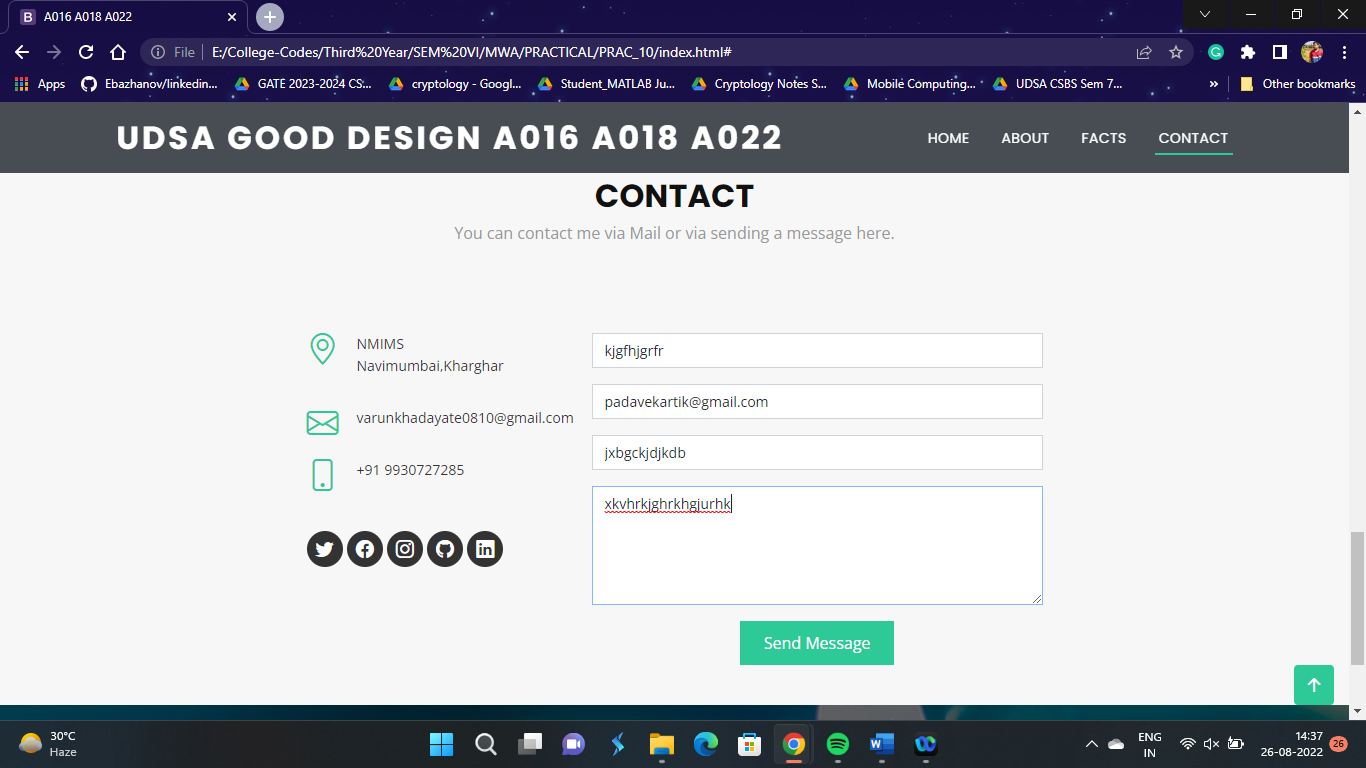 A016 A018 A022
File
E:/College-Codes/Third%20Year/SEM%20VI/MWA/PRACTICAL/PRAC_10/index.html#
Apps
Ebazhanov/linkedin...
GATE 2023-2024 CS:...
cryptology - Googl...
Student_MATLAB Ju...
Cryptology Notes S...
Mobile Computing...
UDSA CSBS Sem 7...
»
Other bookmarks
UDSA GOOD DESIGN A016 A018 A022
HOME ABOUT FACTS CONTACT
CONTACT
You can contact me via Mail or via sending a message here.
NMIMS
Navimumbai,Kharghar
varunkhadayate0810@gmail.com
+91 9930727285
kjgfhjgrfr
padavekartik@gmail.com
jxbgckjdjkdb
xkvhrkjghrkhgjurhk
Send Message
30°C
Haze
ENG
IN
14:37
26-08-2022
26